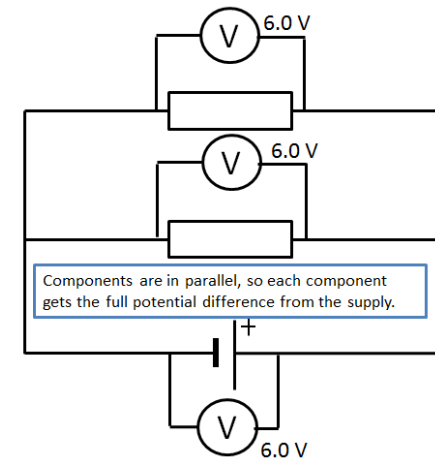 V 6.0 V
V 6.0 V
Components are in parallel, so each component
gets the full potential difference from the supply.
+
V 6.0 V